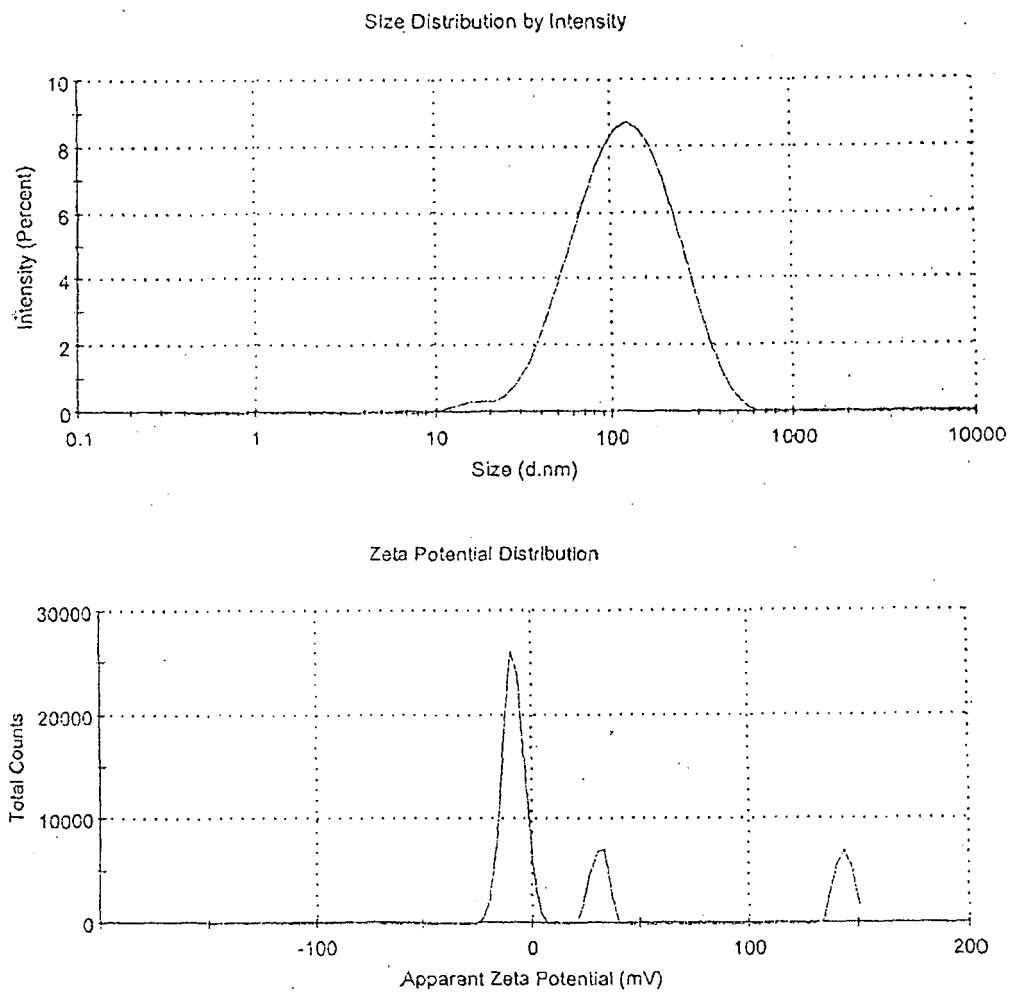 Size Distribution by Intensity
10
8
6
4
2
0
Intensity (Percent)
0.1 1 10 100 1000 10000
Size (d.nm)
Zeta Potential Distribution
30000
20000
10000
0
Total Counts
-100 0 100 200
Apparent Zeta Potential (mV)